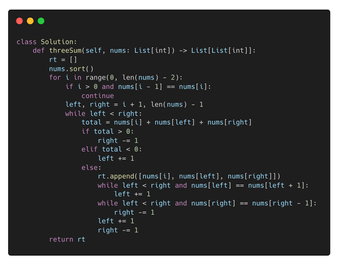 class Solution:
    def threeSum(self, nums: List[int]) -> List[List[int]]:
        rt = []
        nums.sort()
        for i in range(0, len(nums) - 2):
            if i > 0 and nums[i - 1] == nums[i]:
                continue
            left, right = i + 1, len(nums) - 1
            while left < right:
                total = nums[i] + nums[left] + nums[right]
                if total > 0:
                    right -= 1
                elif total < 0:
                    left += 1
                else:
                    rt.append([nums[i], nums[left], nums[right]])
                    while left < right and nums[left] == nums[left + 1]:
                        left += 1
                    while left < right and nums[right] == nums[right - 1]:
                        right -= 1
                    left += 1
                    right -= 1
        return rt